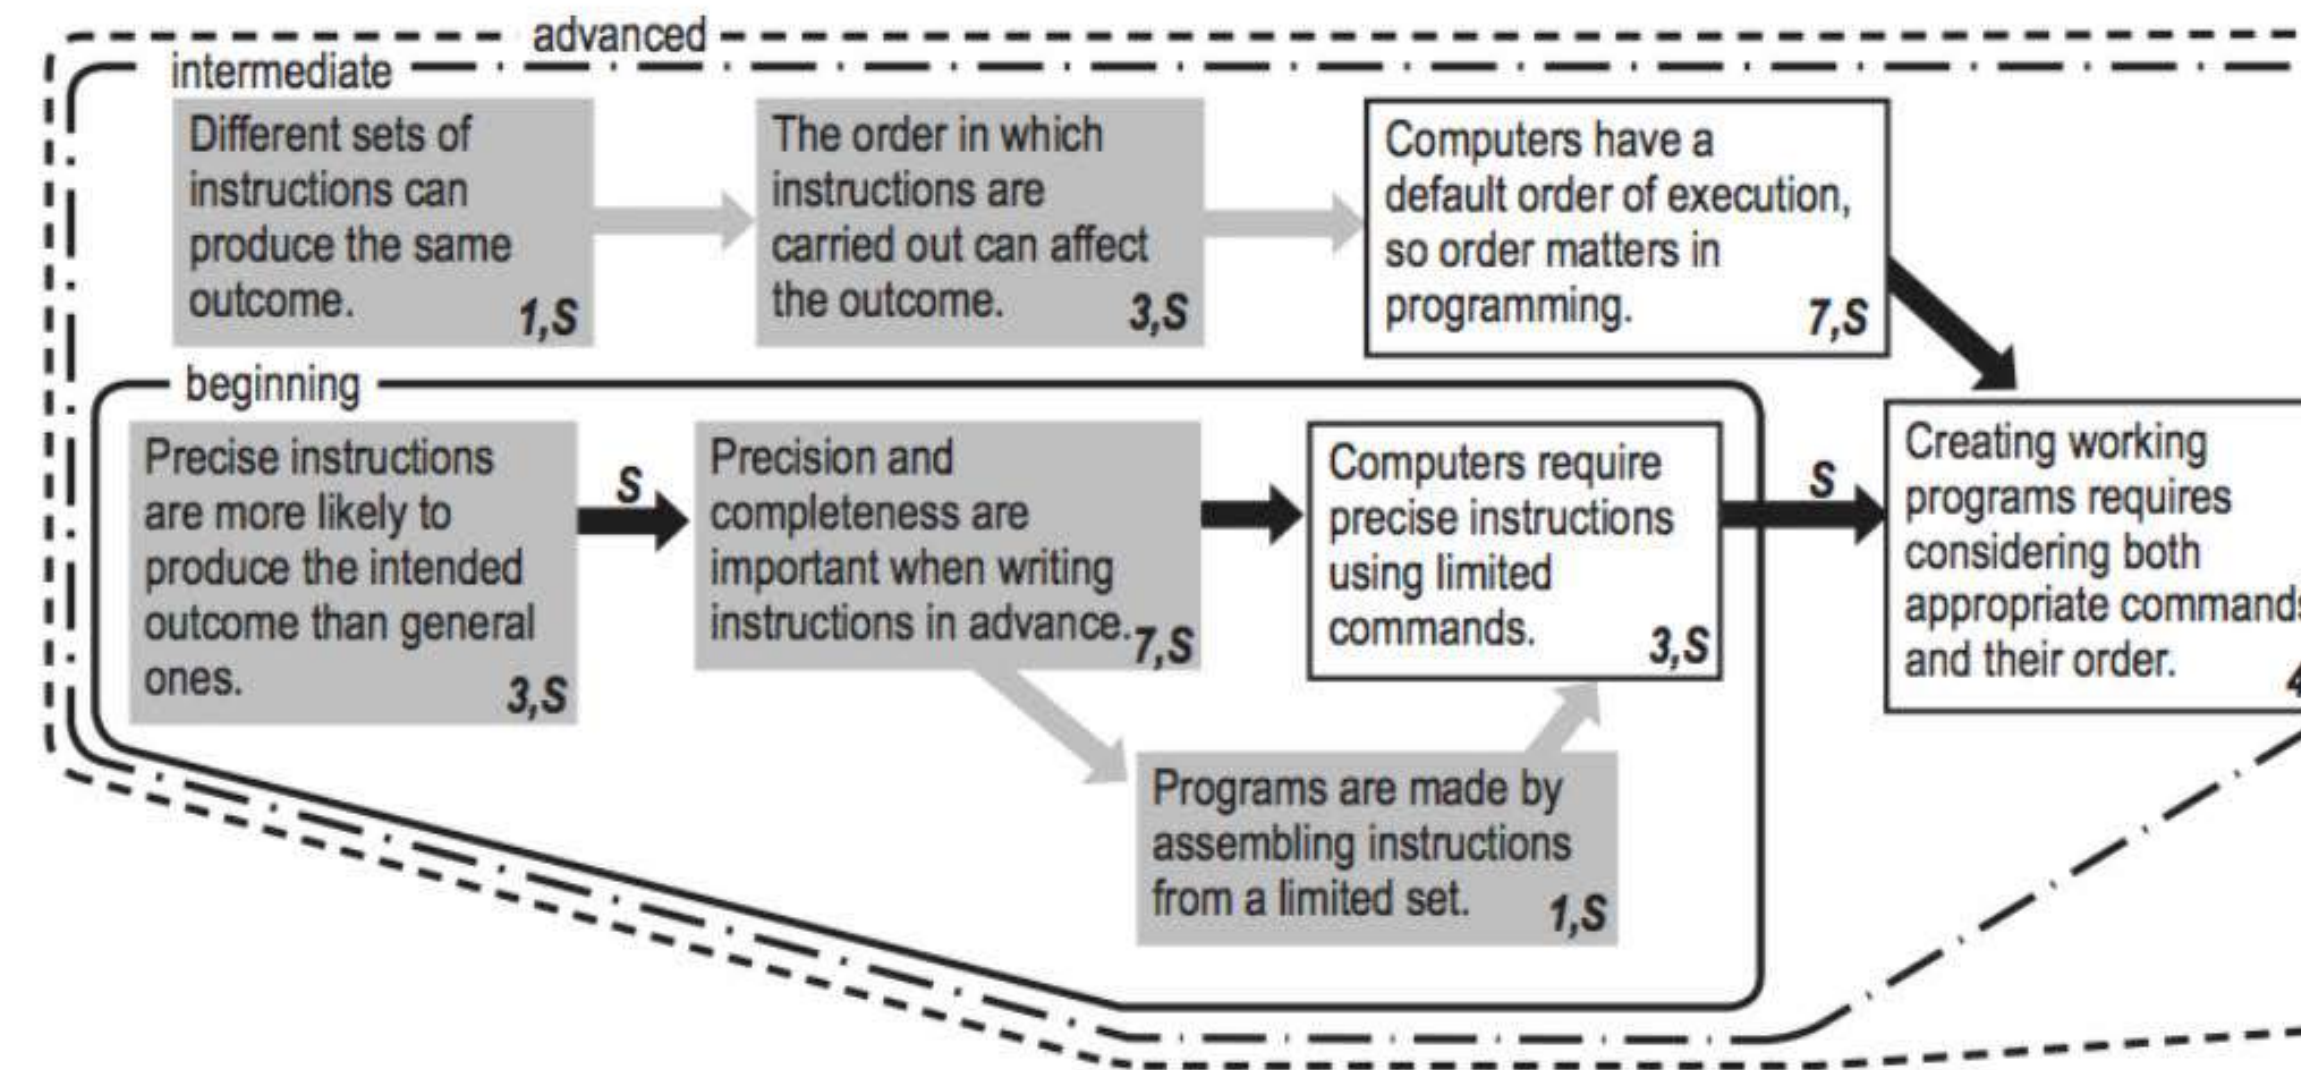 advanced
intermediate
Different sets of
instructions can
produce the same
outcome.
1,S
The order in which
instructions are
carried out can affect
the outcome.
3,S
Computers have a
default order of execution,
so order matters in
programming.
7,S
beginning
Precise instructions
are more likely to
produce the intended
outcome than general
ones.
3,S
S
Precision and
completeness are
important when writing
instructions in advance.
7,S
Computers require
precise instructions
using limited
commands.
3,S
S
Creating working
programs requires
considering both
appropriate commands
and their order.
4
Programs are made by
assembling instructions
from a limited set.
1,S